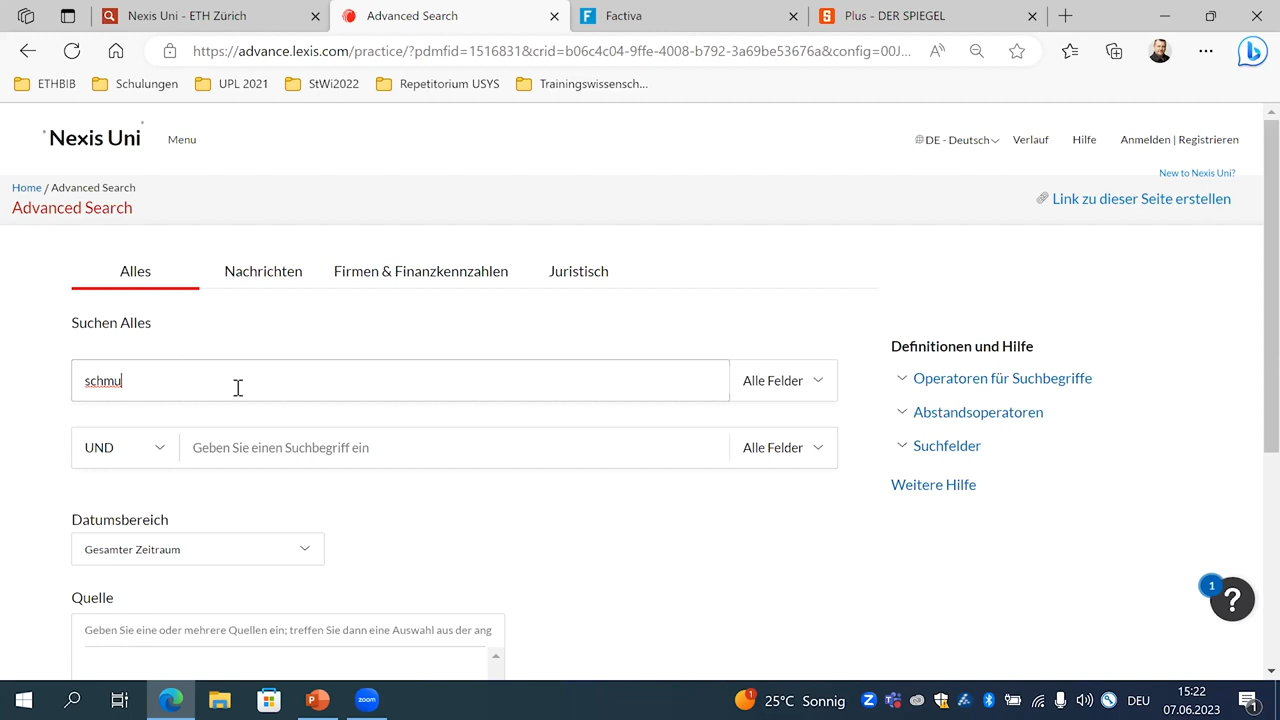 Nexis Uni - ETH Zürich
Advanced Search
Factiva
Plus - DER SPIEGEL
https://advance.lexis.com/practice/?pdmfid=1516831&crid=b06c4c04-9ffe-4008-b792-3a69be53676a&config=00J...
ETHBIB
Schulungen
UPL 2021
StWi2022
Repetitorium USYS
Trainingswissensch...
Nexis Uni
Menu
DE - Deutsch
Verlauf
Hilfe
Anmelden | Registrieren
New to Nexis Uni?
Home / Advanced Search
Advanced Search
Link zu dieser Seite erstellen
Alles
Nachrichten
Firmen & Finanzkennzahlen
Juristisch
Suchen Alles
schmu
Alle Felder
UND
Geben Sie einen Suchbegriff ein
Alle Felder
Definitionen und Hilfe
Operatoren für Suchbegriffe
Abstandsoperatoren
Suchfelder
Weitere Hilfe
Datumsbereich
Gesamter Zeitraum
Quelle
Geben Sie eine oder mehrere Quellen ein; treffen Sie dann eine Auswahl aus der ang
1
?
zoom
1
25°C Sonnig
DEU
15:22
07.06.2023
1